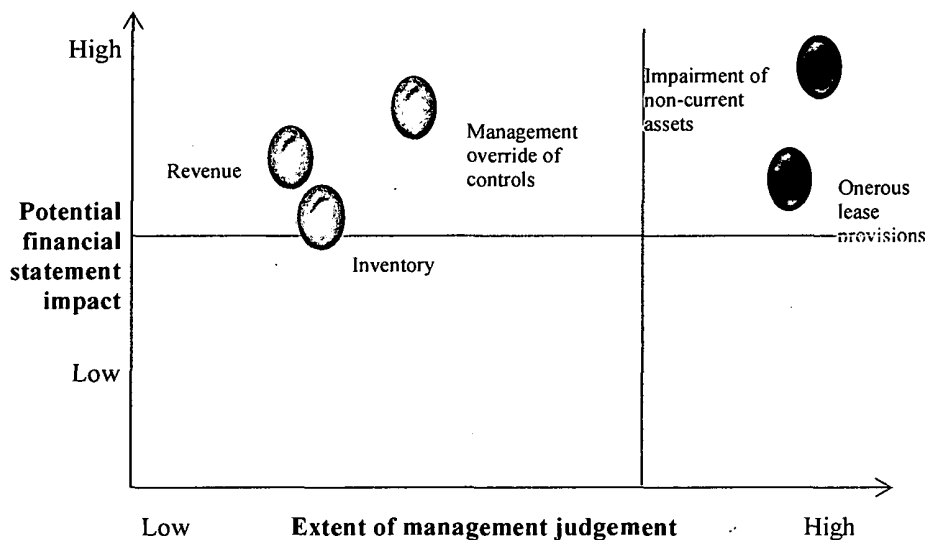 High
Impairment of
non-current
assets
Management
override of
controls
Revenue
Onerous
lease
provisions
Potential
financial
statement
impact
Inventory
Low
Low
Extent of management judgement
High